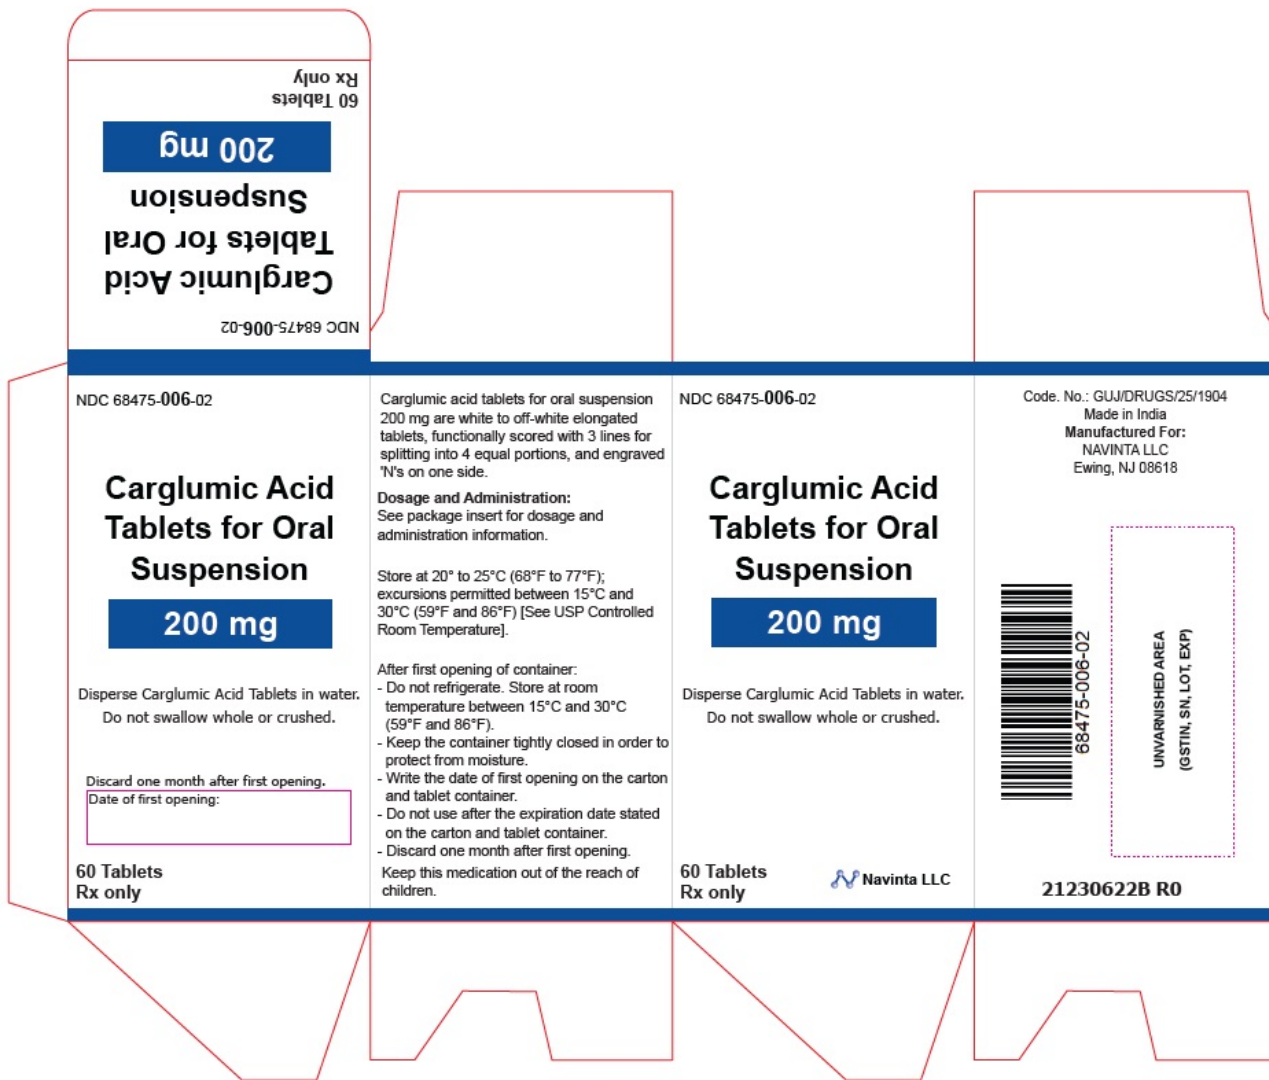 Rx only
60 Tablets
200 mg
Suspension
Tablets for Oral
Carglumic Acid
NDC 68475-006-02
NDC 68475-006-02
Carglumic Acid
Tablets for Oral
Suspension
200 mg
Disperse Carglumic Acid Tablets in water.
Do not swallow whole or crushed.
Discard one month after first opening.
Date of first opening:
60 Tablets
Rx only
Carglumic acid tablets for oral suspension
200 mg are white to off-white elongated
tablets, functionally scored with 3 lines for
splitting into 4 equal portions, and engraved
'N's on one side.
Dosage and Administration:
See package insert for dosage and
administration information.
Store at 20° to 25°C (68°F to 77°F);
excursions permitted between 15°C and
30°C (59°F and 86°F) [See USP Controlled
Room Temperature].
After first opening of container:
- Do not refrigerate. Store at room
temperature between 15°C and 30°C
(59°F and 86°F).
- Keep the container tightly closed in order to
protect from moisture.
- Write the date of first opening on the carton
and tablet container.
- Do not use after the expiration date stated
on the carton and tablet container.
- Discard one month after first opening.
Keep this medication out of the reach of
children.
NDC 68475-006-02
Carglumic Acid
Tablets for Oral
Suspension
200 mg
Disperse Carglumic Acid Tablets in water.
Do not swallow whole or crushed.
60 Tablets
Rx only
Navinta LLC
Code. No.: GUJ/DRUGS/25/1904
Made in India
Manufactured For:
NAVINTA LLC
Ewing, NJ 08618
68475-006-02
UNVARNISHED AREA
(GSTIN, SN, LOT, EXP)
21230622B R0